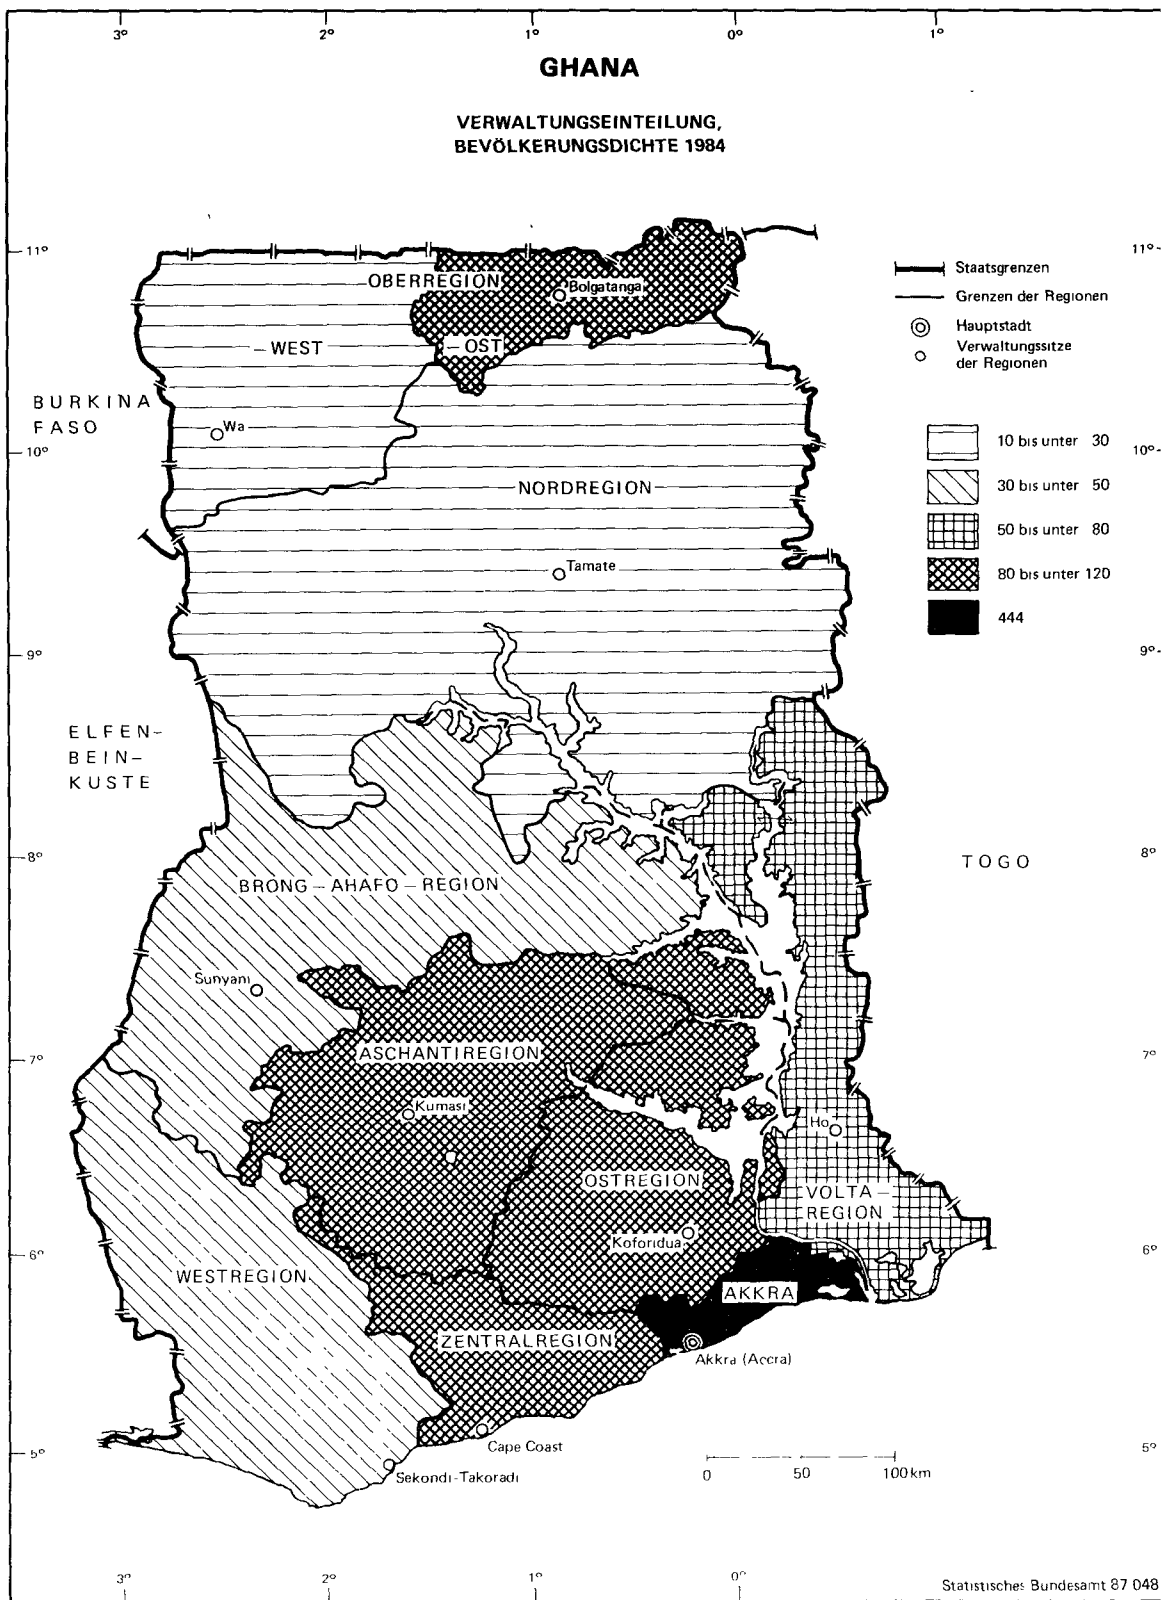 3° 2° 1° 0° 1°
GHANA
VERWALTUNGSEINTEILUNG,
BEVÖLKERUNGSDICHTE 1984
11° 11°
Staatsgrenzen
Grenzen der Regionen
Hauptstadt
Verwaltungssitze
der Regionen
OBERREGION
Bolgatanga
-WEST
-OST
BURKINA
FASO
Wa
10° 10°
10 bis unter 30
30 bis unter 50
50 bis unter 80
80 bis unter 120
444
NORDREGION
Tamate
9° 9°
ELFEN-
BEIN-
KUSTE
8° 8°
TOGO
BRONG-AHAFO-REGION
Sunyani
7° 7°
ASCHANTIREGION
Kumasi
Ho
OSTREGION
VOLTA-
REGION
Koforidua
6° 6°
WESTREGION
AKKRA
ZENTRALREGION
Akkra (Accra)
Cape Coast
5° 5°
Sekondi-Takoradi
0 50 100 km
3° 2° 1° 0°
Statistisches Bundesamt 87 048